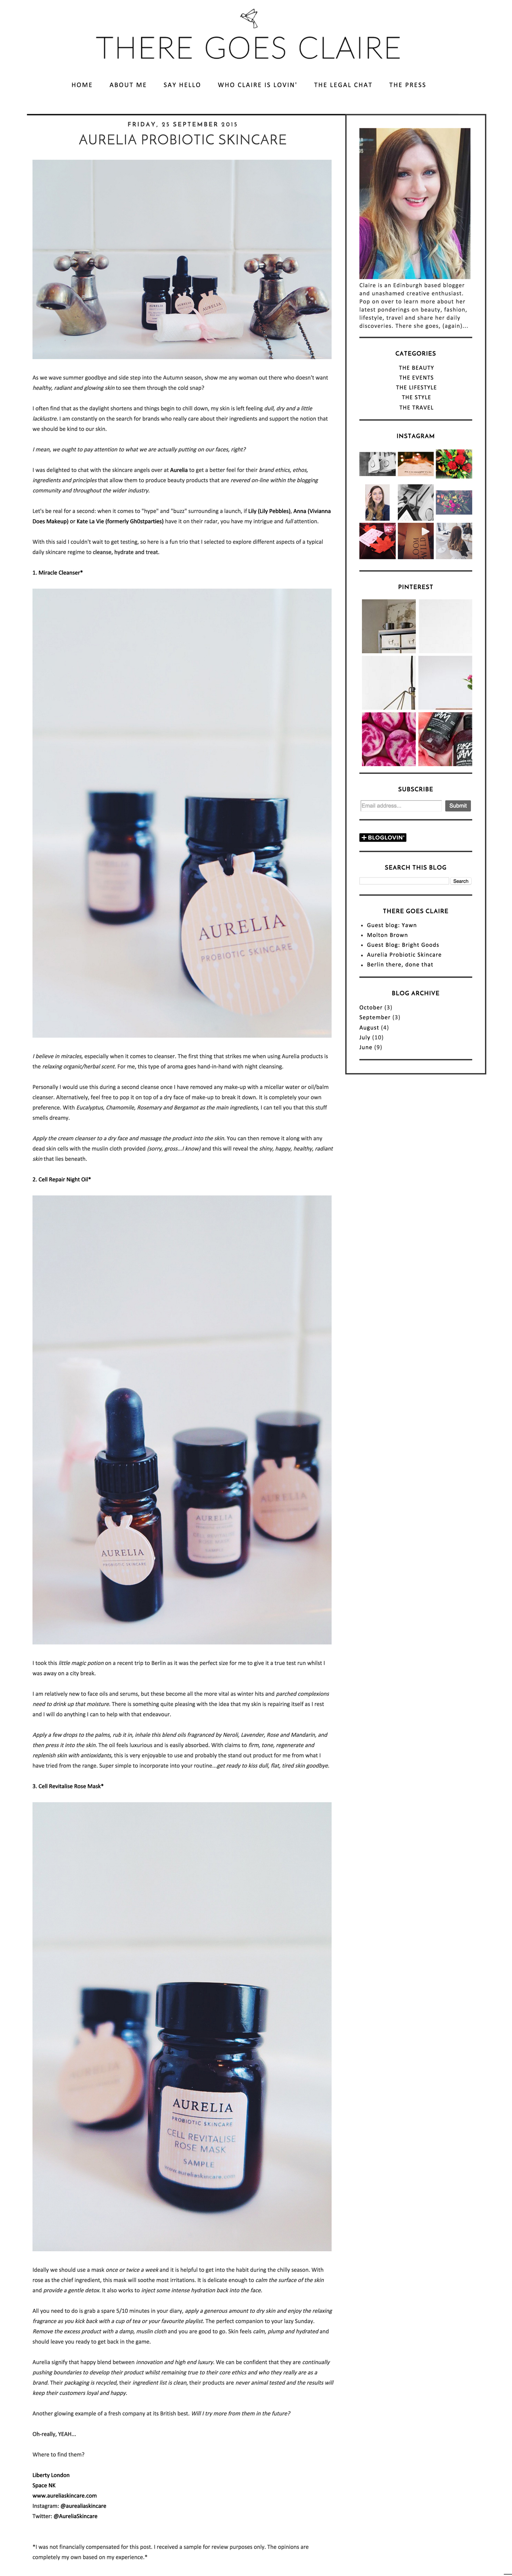 THERE GOES CLAIRE
HOME ABOUT ME SAY HELLO WHO CLAIRE IS LOVIN' THE LEGAL CHAT THE PRESS
FRIDAY, 25 SEPTEMBER 2015
AURELIA PROBIOTIC SKINCARE
As we wave summer goodbye and side step into the Autumn season, show me any woman out there who doesn't want
healthy, radiant and glowing skin to see them through the cold snap?
I often find that as the daylight shortens and things begin to chill down, my skin is left feeling dull, dry and a little
lacklustre. I am constantly on the search for brands who really care about their ingredients and support the notion that
we should be kind to our skin.
I mean, we ought to pay attention to what we are actually putting on our faces, right?
I was delighted to chat with the skincare angels over at Aurelia to get a better feel for their brand ethics, ethos,
ingredients and principles that allow them to produce beauty products that are revered on-line within the blogging
community and throughout the wider industry.
Let's be real for a second: when it comes to "hype" and "buzz" surrounding a launch, if Lily (Lily Pebbles), Anna (Vivianna
Does Makeup) or Kate La Vie (formerly Gh0stparties) have it on their radar, you have my intrigue and full attention.
With this said I couldn't wait to get testing, so here is a fun trio that I selected to explore different aspects of a typical
daily skincare regime to cleanse, hydrate and treat.
1. Miracle Cleanser*
AURELIA
PROBIOTIC SKINCARE
I believe in miracles, especially when it comes to cleanser. The first thing that strikes me when using Aurelia products is
the relaxing organic/herbal scent. For me, this type of aroma goes hand-in-hand with night cleansing.
Personally I would use this during a second cleanse once I have removed any make-up with a micellar water or oil/balm
cleanser. Alternatively, feel free to pop it on top of a dry face of make-up to break it down. It is completely your own
preference. With Eucalyptus, Chamomile, Rosemary and Bergamot as the main ingredients, I can tell you that this stuff
smells dreamy.
Apply the cream cleanser to a dry face and massage the product into the skin. You can then remove it along with any
dead skin cells with the muslin cloth provided (sorry, gross...I know) and this will reveal the shiny, happy, healthy, radiant
skin that lies beneath.
2. Cell Repair Night Oil*
AURELIA
PROBIOTIC SKINCARE
AURELIA
I took this little magic potion on a recent trip to Berlin as it was the perfect size for me to give it a true test run whilst I
was away on a city break.
I am relatively new to face oils and serums, but these become all the more vital as winter hits and parched complexions
need to drink up that moisture. There is something quite pleasing with the idea that my skin is repairing itself as I rest
and I will do anything I can to help with that endeavour.
Apply a few drops to the palms, rub it in, inhale this blend oils fragranced by Neroli, Lavender, Rose and Mandarin, and
then press it into the skin. The oil feels luxurious and is easily absorbed. With claims to firm, tone, regenerate and
replenish skin with antioxidants, this is very enjoyable to use and probably the stand out product for me from what I
have tried from the range. Super simple to incorporate into your routine...get ready to kiss dull, flat, tired skin goodbye.
3. Cell Revitalise Rose Mask*
AURELIA
PROBIOTIC SKINCARE
CELL REVITALISE
ROSE MASK
SAMPLE
www.aureliaskincare.com
Ideally we should use a mask once or twice a week and it is helpful to get into the habit during the chilly season. With
rose as the chief ingredient, this mask will soothe most irritations. It is delicate enough to calm the surface of the skin
and provide a gentle detox. It also works to inject some intense hydration back into the face.
All you need to do is grab a spare 5/10 minutes in your diary, apply a generous amount to dry skin and enjoy the relaxing
fragrance as you kick back with a cup of tea or your favourite playlist. The perfect companion to your lazy Sunday.
Remove the excess product with a damp, muslin cloth and you are good to go. Skin feels calm, plump and hydrated and
should leave you ready to get back in the game.
Aurelia signify that happy blend between innovation and high end luxury. We can be confident that they are continually
pushing boundaries to develop their product whilst remaining true to their core ethics and who they really are as a
brand. Their packaging is recycled, their ingredient list is clean, their products are never animal tested and the results will
keep their customers loyal and happy.
Another glowing example of a fresh company at its British best. Will I try more from them in the future?
Oh-really, YEAH...
Where to find them?
Liberty London
Space NK
www.aureliaskincare.com
Instagram: @aurealiaskincare
Twitter: @AureliaSkincare
*I was not financially compensated for this post. I received a sample for review purposes only. The opinions are
completely my own based on my experience.*
Claire is an Edinburgh based blogger
and unashamed creative enthusiast.
Pop on over to learn more about her
latest ponderings on beauty, fashion,
lifestyle, travel and share her daily
discoveries. There she goes, (again)...
CATEGORIES
THE BEAUTY
THE EVENTS
THE LIFESTYLE
THE STYLE
THE TRAVEL
INSTAGRAM
PINTEREST
SUBSCRIBE
Email address... Submit
+ BLOGLOVIN'
SEARCH THIS BLOG
Search
THERE GOES CLAIRE
Guest blog: Yawn
Molton Brown
Guest Blog: Bright Goods
Aurelia Probiotic Skincare
Berlin there, done that
BLOG ARCHIVE
October (3)
September (3)
August (4)
July (10)
June (9)